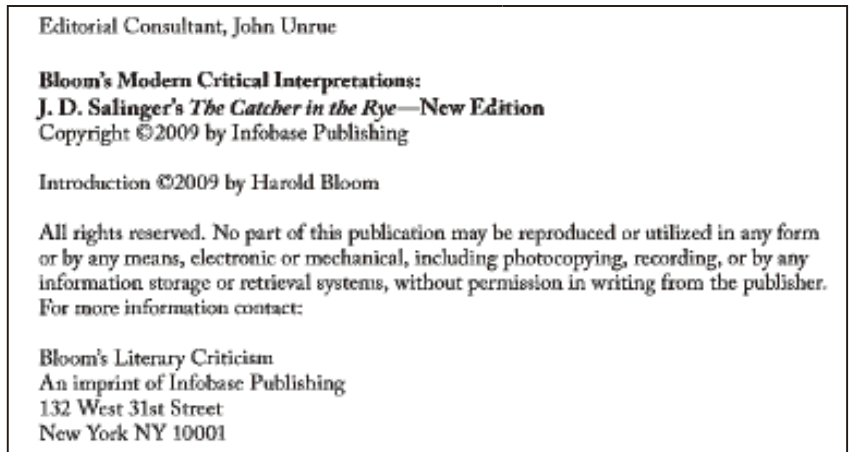 Editorial Consultant, John Unrue
Bloom's Modern Critical Interpretations:
J. D. Salinger's The Catcher in the Rye—New Edition
Copyright ©2009 by Infobase Publishing
Introduction ©2009 by Harold Bloom
All rights reserved. No part of this publication may be reproduced or utilized in any form
or by any means, electronic or mechanical, including photocopying, recording, or by any
information storage or retrieval systems, without permission in writing from the publisher.
For more information contact:
Bloom's Literary Criticism
An imprint of Infobase Publishing
132 West 31st Street
New York NY 10001